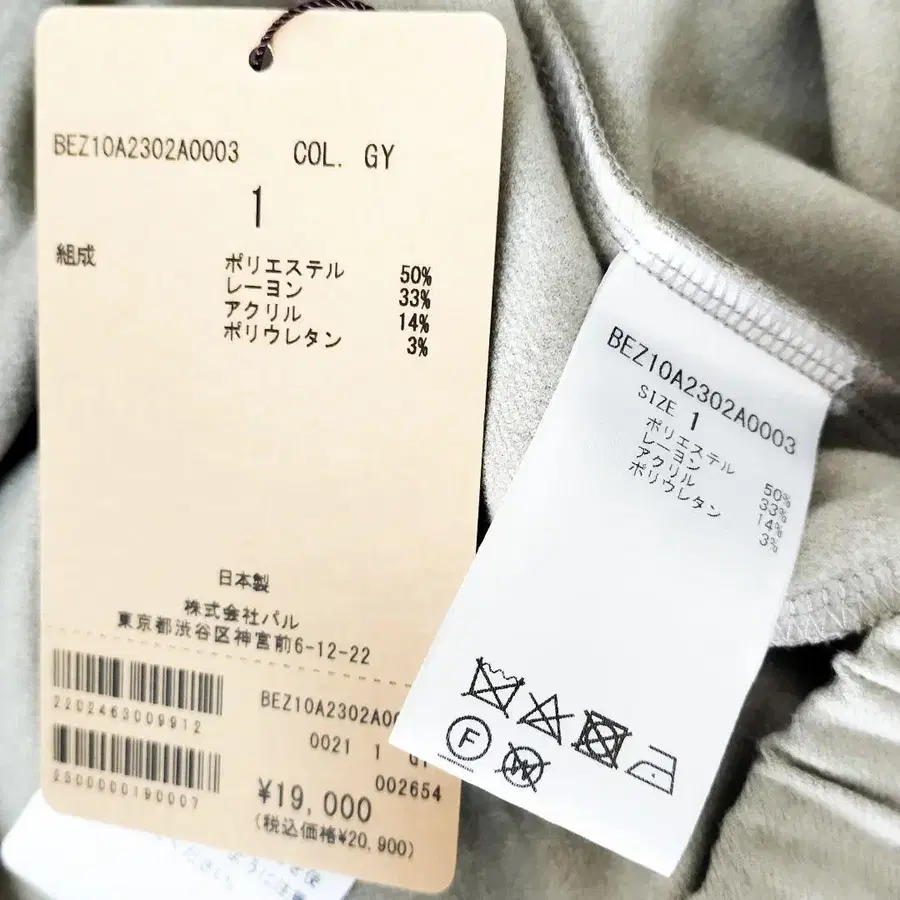 BEZ10A2302A0003 COL. GY
1
組成
ポリエステル 50%
レーヨン 33%
アクリル 14%
ポリウレタン 3%
日本製
株式会社パル
東京都渋谷区神宮前6-12-22
2202463009912
2300000190007
BEZ10A2302A0
0021 1 GY
002654
¥19,000
(税込価格¥20,900)
BEZ10A2302A0003
SIZE 1
ポリエステル 50%
レーヨン 33%
アクリル 14%
ポリウレタン 3%
F
W